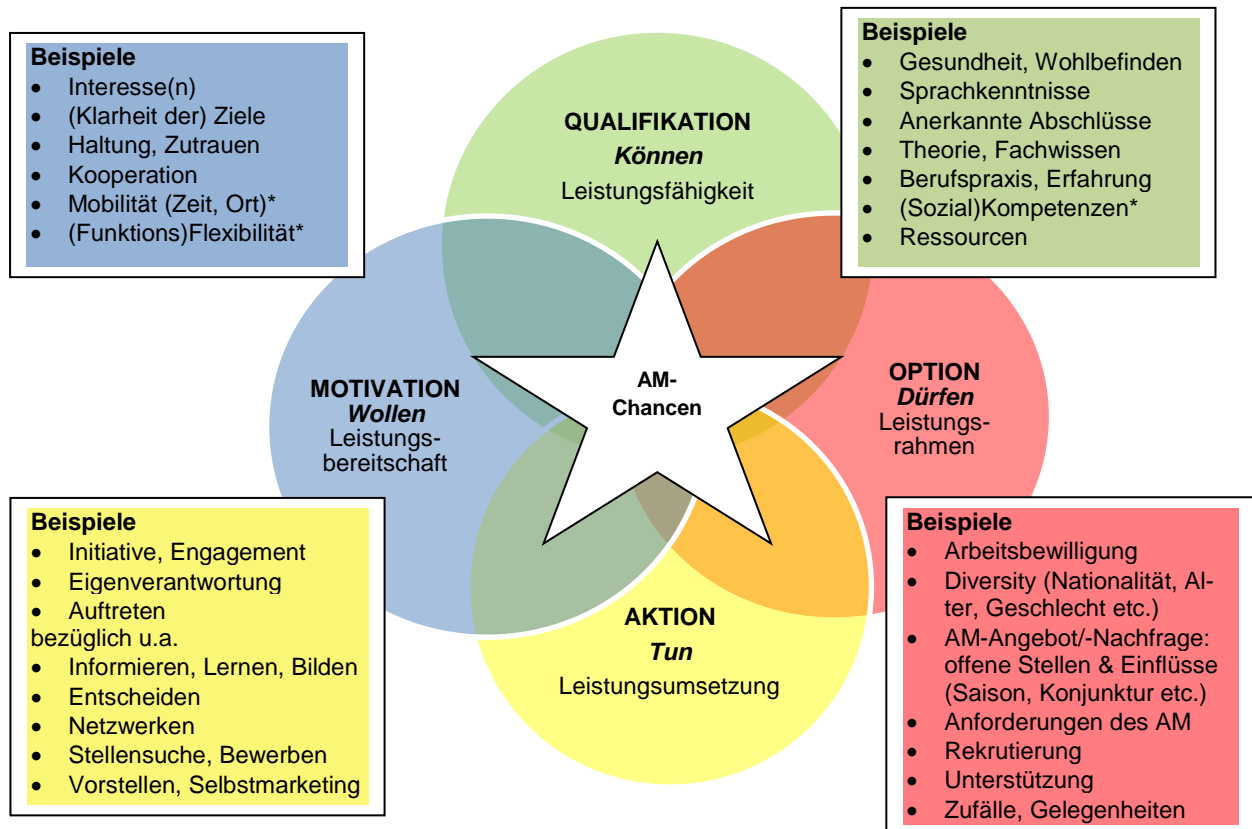 Beispiele
• Interesse(n)
• (Klarheit der) Ziele
• Haltung, Zutrauen
• Kooperation
• Mobilität (Zeit, Ort)*
• (Funktions)Flexibilität*
QUALIFIKATION
Können
Leistungsfähigkeit
Beispiele
• Gesundheit, Wohlbefinden
• Sprachkenntnisse
• Anerkannte Abschlüsse
• Theorie, Fachwissen
• Berufspraxis, Erfahrung
• (Sozial)Kompetenzen*
• Ressourcen
MOTIVATION
Wollen
Leistungs-
bereitschaft
AM-
Chancen
OPTION
Dürfen
Leistungs-
rahmen
Beispiele
• Initiative, Engagement
• Eigenverantwortung
• Auftreten
bezüglich u.a.
• Informieren, Lernen, Bilden
• Entscheiden
• Netzwerken
• Stellensuche, Bewerben
• Vorstellen, Selbstmarketing
AKTION
Tun
Leistungsumsetzung
Beispiele
• Arbeitsbewilligung
• Diversity (Nationalität, Al-
ter, Geschlecht etc.)
• AM-Angebot/-Nachfrage:
offene Stellen & Einflüsse
(Saison, Konjunktur etc.)
• Anforderungen des AM
• Rekrutierung
• Unterstützung
• Zufälle, Gelegenheiten